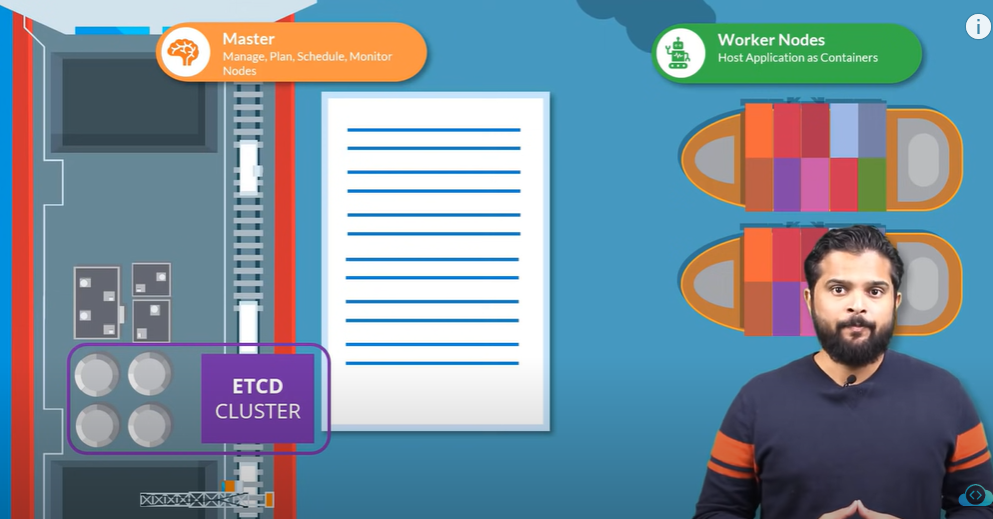 Master
Manage, Plan, Schedule, Monitor
Nodes
Worker Nodes
Host Application as Containers
i
ETCD
CLUSTER